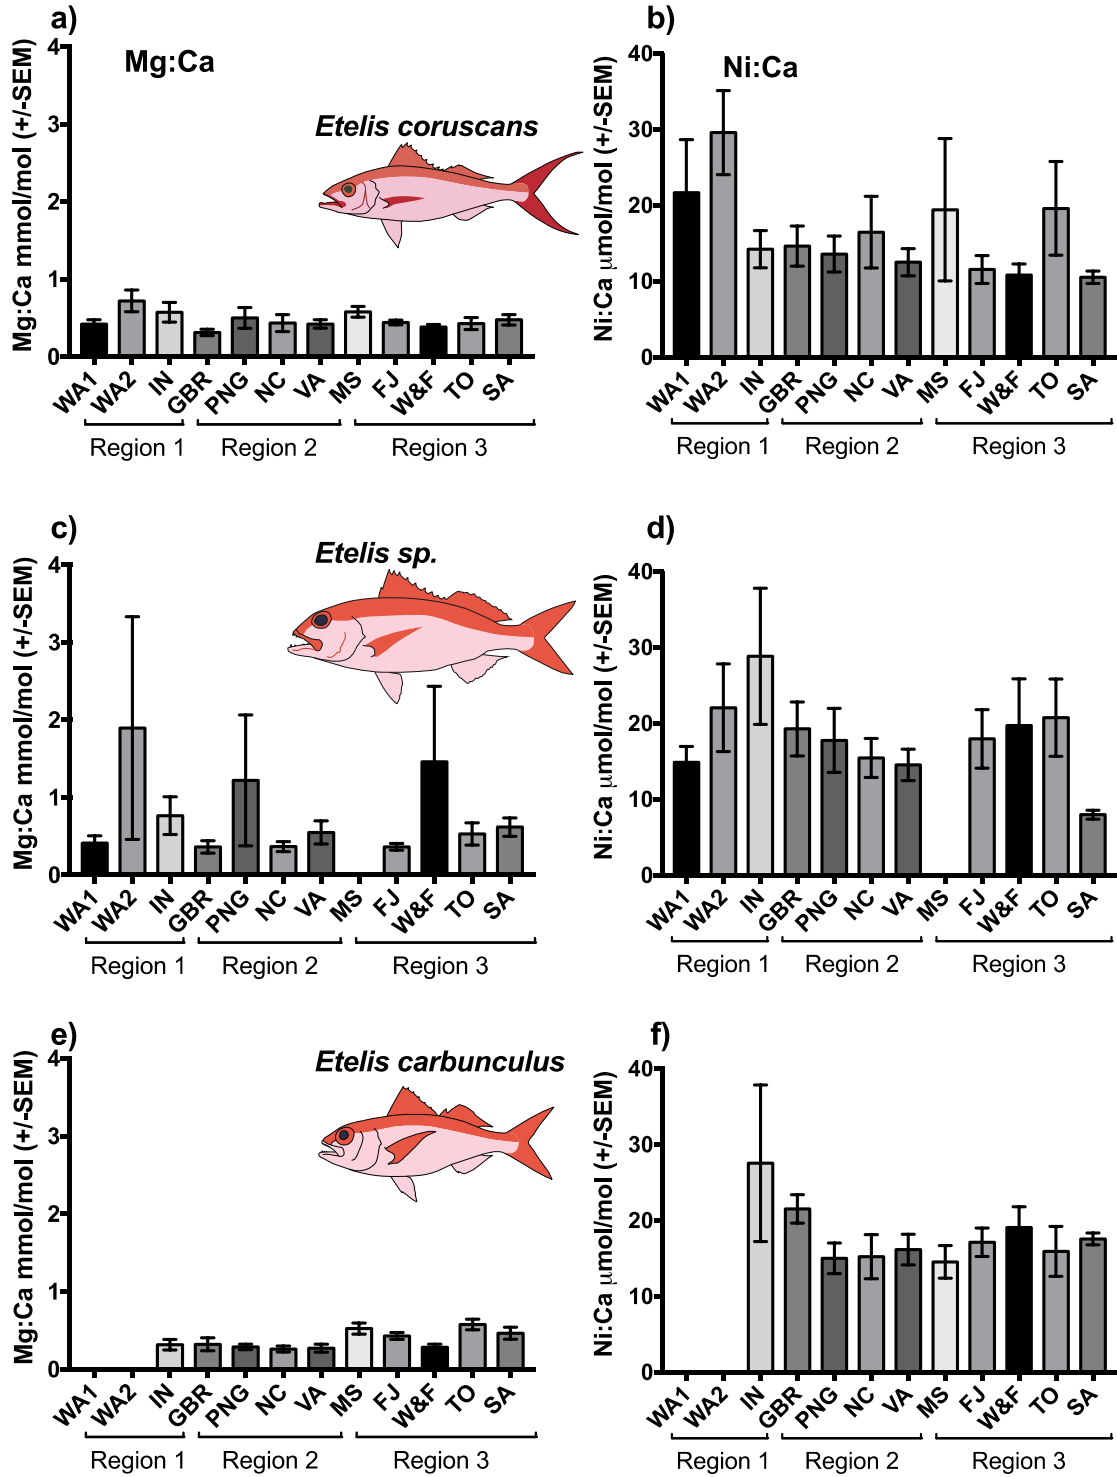 a)
Mg:Ca
Etelis coruscans
Mg:Ca mmol/mol (+/-SEM)
4
3
2
1
0
WA1 WA2 IN GBR PNG NC VA MS FJ W&F TO SA
Region 1 Region 2 Region 3
b)
Ni:Ca
Ni:Ca μmol/mol (+/-SEM)
40
30
20
10
0
WA1 WA2 IN GBR PNG NC VA MS FJ W&F TO SA
Region 1 Region 2 Region 3
c)
Etelis sp.
Mg:Ca mmol/mol (+/-SEM)
4
3
2
1
0
WA1 WA2 IN GBR PNG NC VA MS FJ W&F TO SA
Region 1 Region 2 Region 3
d)
Ni:Ca μmol/mol (+/-SEM)
40
30
20
10
0
WA1 WA2 IN GBR PNG NC VA MS FJ W&F TO SA
Region 1 Region 2 Region 3
e)
Etelis carbunculus
Mg:Ca mmol/mol (+/-SEM)
4
3
2
1
0
WA1 WA2 IN GBR PNG NC VA MS FJ W&F TO SA
Region 1 Region 2 Region 3
f)
Ni:Ca μmol/mol (+/-SEM)
40
30
20
10
0
WA1 WA2 IN GBR PNG NC VA MS FJ W&F TO SA
Region 1 Region 2 Region 3